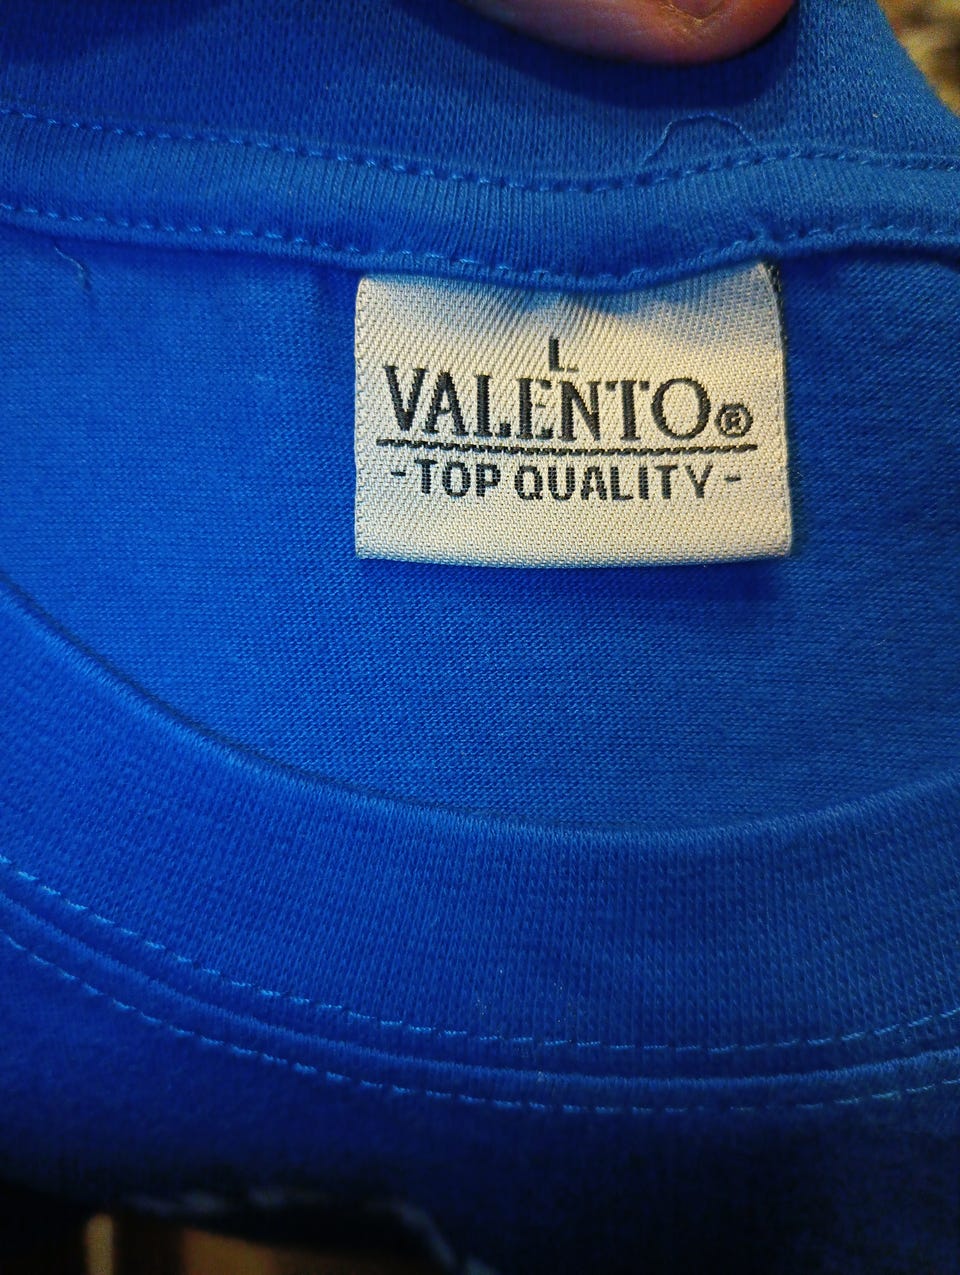 L
VALENTO®
-TOP QUALITY-